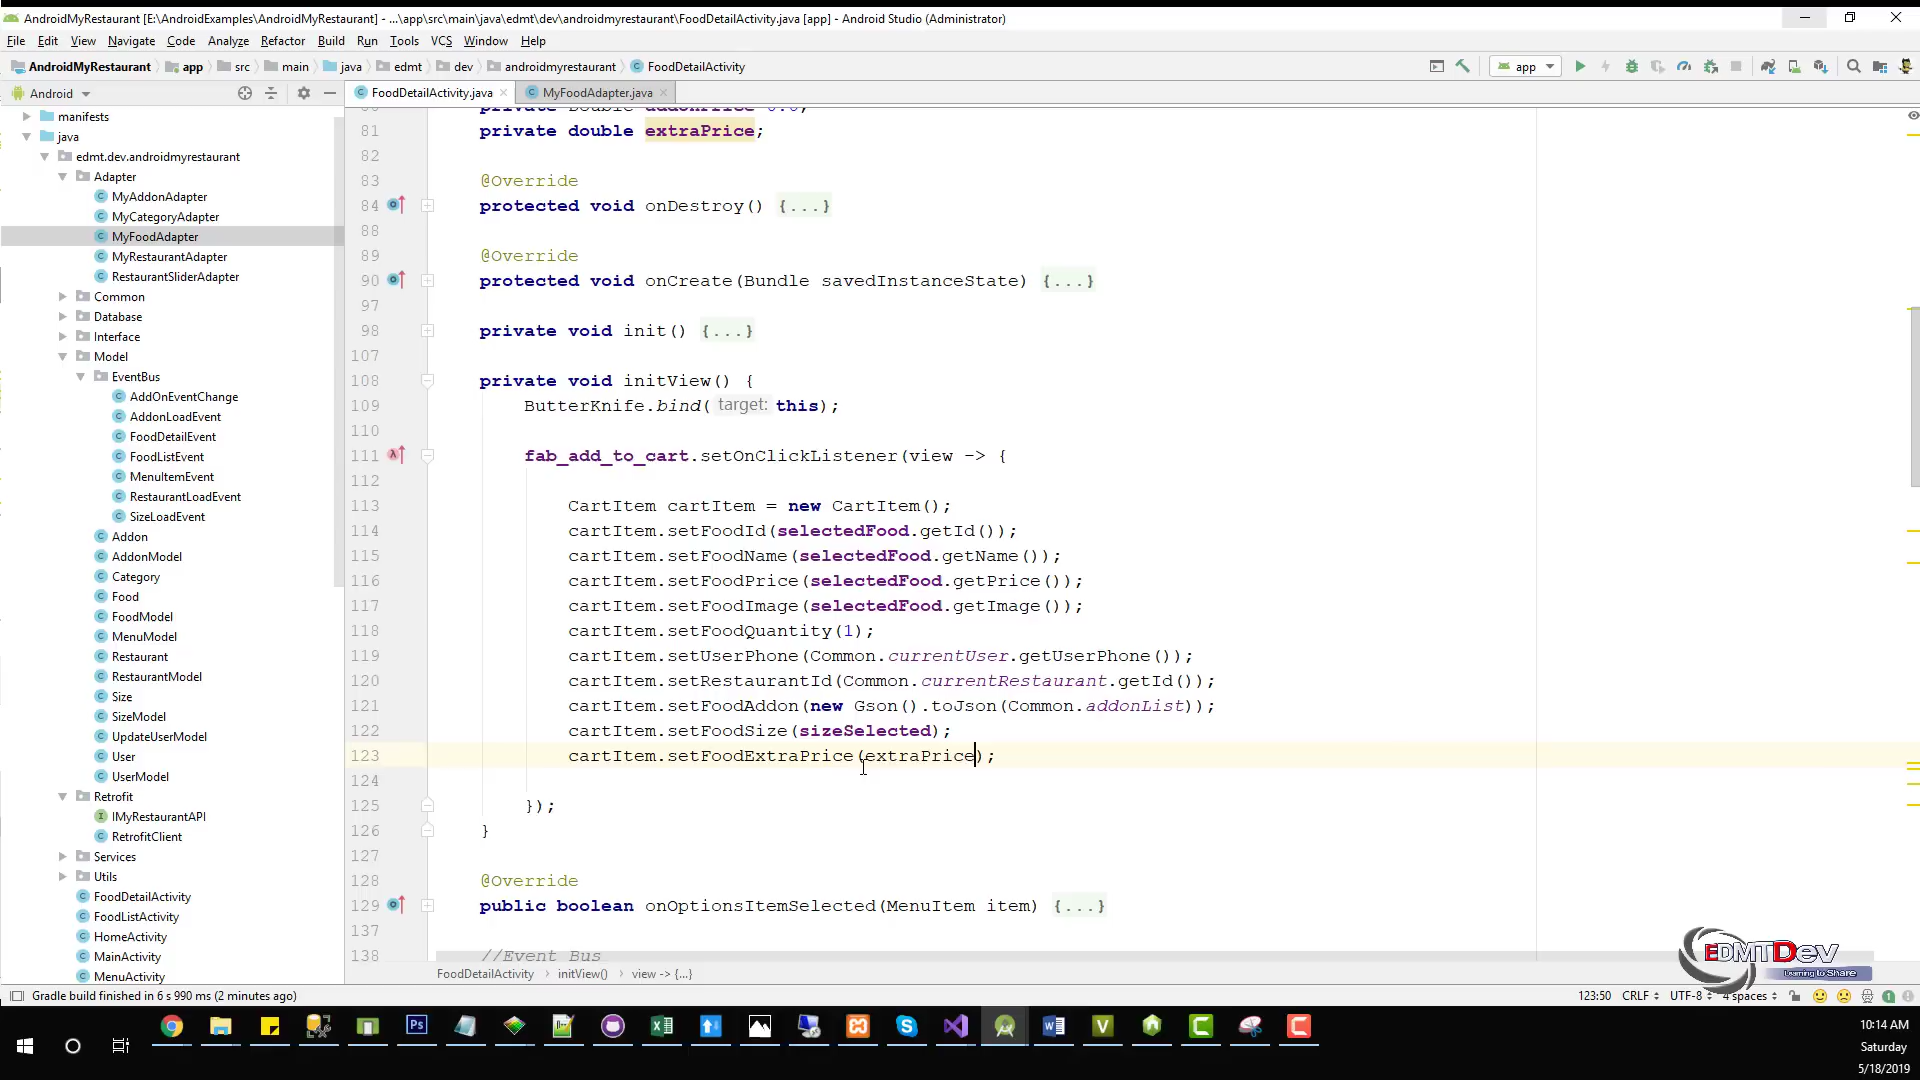 AndroidMyRestaurant [E:\AndroidExamples\AndroidMyRestaurant] - ...\app\src\main\java\edmt\dev\androidmyrestaurant\FoodDetailActivity.java [app] - Android Studio (Administrator)
File Edit View Navigate Code Analyze Refactor Build Run Tools VCS Window Help
AndroidMyRestaurant app src main java edmt dev androidmyrestaurant FoodDetailActivity app
Android FoodDetailActivity.java MyFoodAdapter.java
manifests
java
edmt.dev.androidmyrestaurant
Adapter
MyAddonAdapter
MyCategoryAdapter
MyFoodAdapter
MyRestaurantAdapter
RestaurantSliderAdapter
Common
Database
Interface
Model
EventBus
AddOnEventChange
AddonLoadEvent
FoodDetailEvent
FoodListEvent
MenuItemEvent
RestaurantLoadEvent
SizeLoadEvent
Addon
AddonModel
Category
Food
FoodModel
MenuModel
Restaurant
RestaurantModel
Size
SizeModel
UpdateUserModel
User
UserModel
Retrofit
IMyRestaurantAPI
RetrofitClient
Services
Utils
FoodDetailActivity
FoodListActivity
HomeActivity
MainActivity
MenuActivity
81 private double extraPrice;
82
83 @Override
84 protected void onDestroy() {...}
88
89 @Override
90 protected void onCreate(Bundle savedInstanceState) {...}
97
98 private void init() {...}
107
108 private void initView() {
109 ButterKnife.bind( target: this);
110
111 fab_add_to_cart.setOnClickListener(view -> {
112
113 CartItem cartItem = new CartItem();
114 cartItem.setFoodId(selectedFood.getId());
115 cartItem.setFoodName(selectedFood.getName());
116 cartItem.setFoodPrice(selectedFood.getPrice());
117 cartItem.setFoodImage(selectedFood.getImage());
118 cartItem.setFoodQuantity(1);
119 cartItem.setUserPhone(Common.currentUser.getUserPhone());
120 cartItem.setRestaurantId(Common.currentRestaurant.getId());
121 cartItem.setFoodAddon(new Gson().toJson(Common.addonList));
122 cartItem.setFoodSize(sizeSelected);
123 cartItem.setFoodExtraPrice(extraPrice);
124
125 });
126 }
127
128 @Override
129 public boolean onOptionsItemSelected(MenuItem item) {...}
137
138 //Event Bus
FoodDetailActivity initView() view -> {...}
EDMTDev
Learning to Share
Gradle build finished in 6 s 990 ms (2 minutes ago) 123:50 CRLF UTF-8 4 spaces
10:14 AM
Saturday
5/18/2019